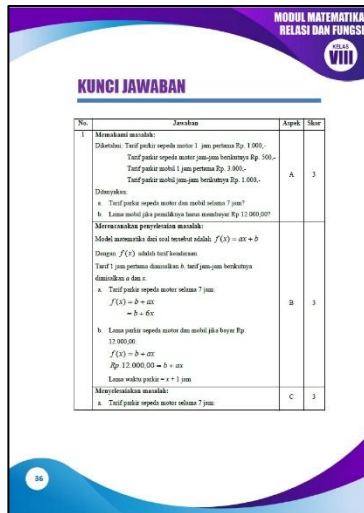 MODUL MATEMATIKA
RELASI DAN FUNGSI
KELAS
VIII
KUNCI JAWABAN
No. Jawaban Aspek Skor
1 Memahami masalah:
Diketahui: Tarif parkir sepeda motor 1 jam pertama Rp. 1.000,-
Tarif parkir sepeda motor jam-jam berikutnya Rp. 500,-
Tarif parkir mobil 1 jam pertama Rp. 3.000,-
Tarif parkir mobil jam-jam berikutnya Rp. 1.000,-
A 3
Ditanyakan:
a. Tarif parkir sepeda motor dan mobil selama 7 jam?
b. Lama mobil jika pemiliknya harus membayar Rp 12.000,00?
Merencanakan penyelesaian masalah:
Model matematika dari soal tersebut adalah f(x) = ax + b
Dengan f(x) adalah tarif kendaraan
Tarif 1 jam pertama dimisalkan b, tarif jam-jam berikutnya
dimisalkan a dan x.
a. Tarif parkir sepeda motor selama 7 jam:
f(x) = b + ax
= b + 6x
B 3
b. Lama parkir sepeda motor dan mobil jika bayar Rp.
12.000,00:
f(x) = b + ax
Rp.12.000,00 = b + ax
Lama waktu parkir = x + 1 jam
Menyelesaiakan masalah:
a. Tarif parkir sepeda motor selama 7 jam:
C 3
36